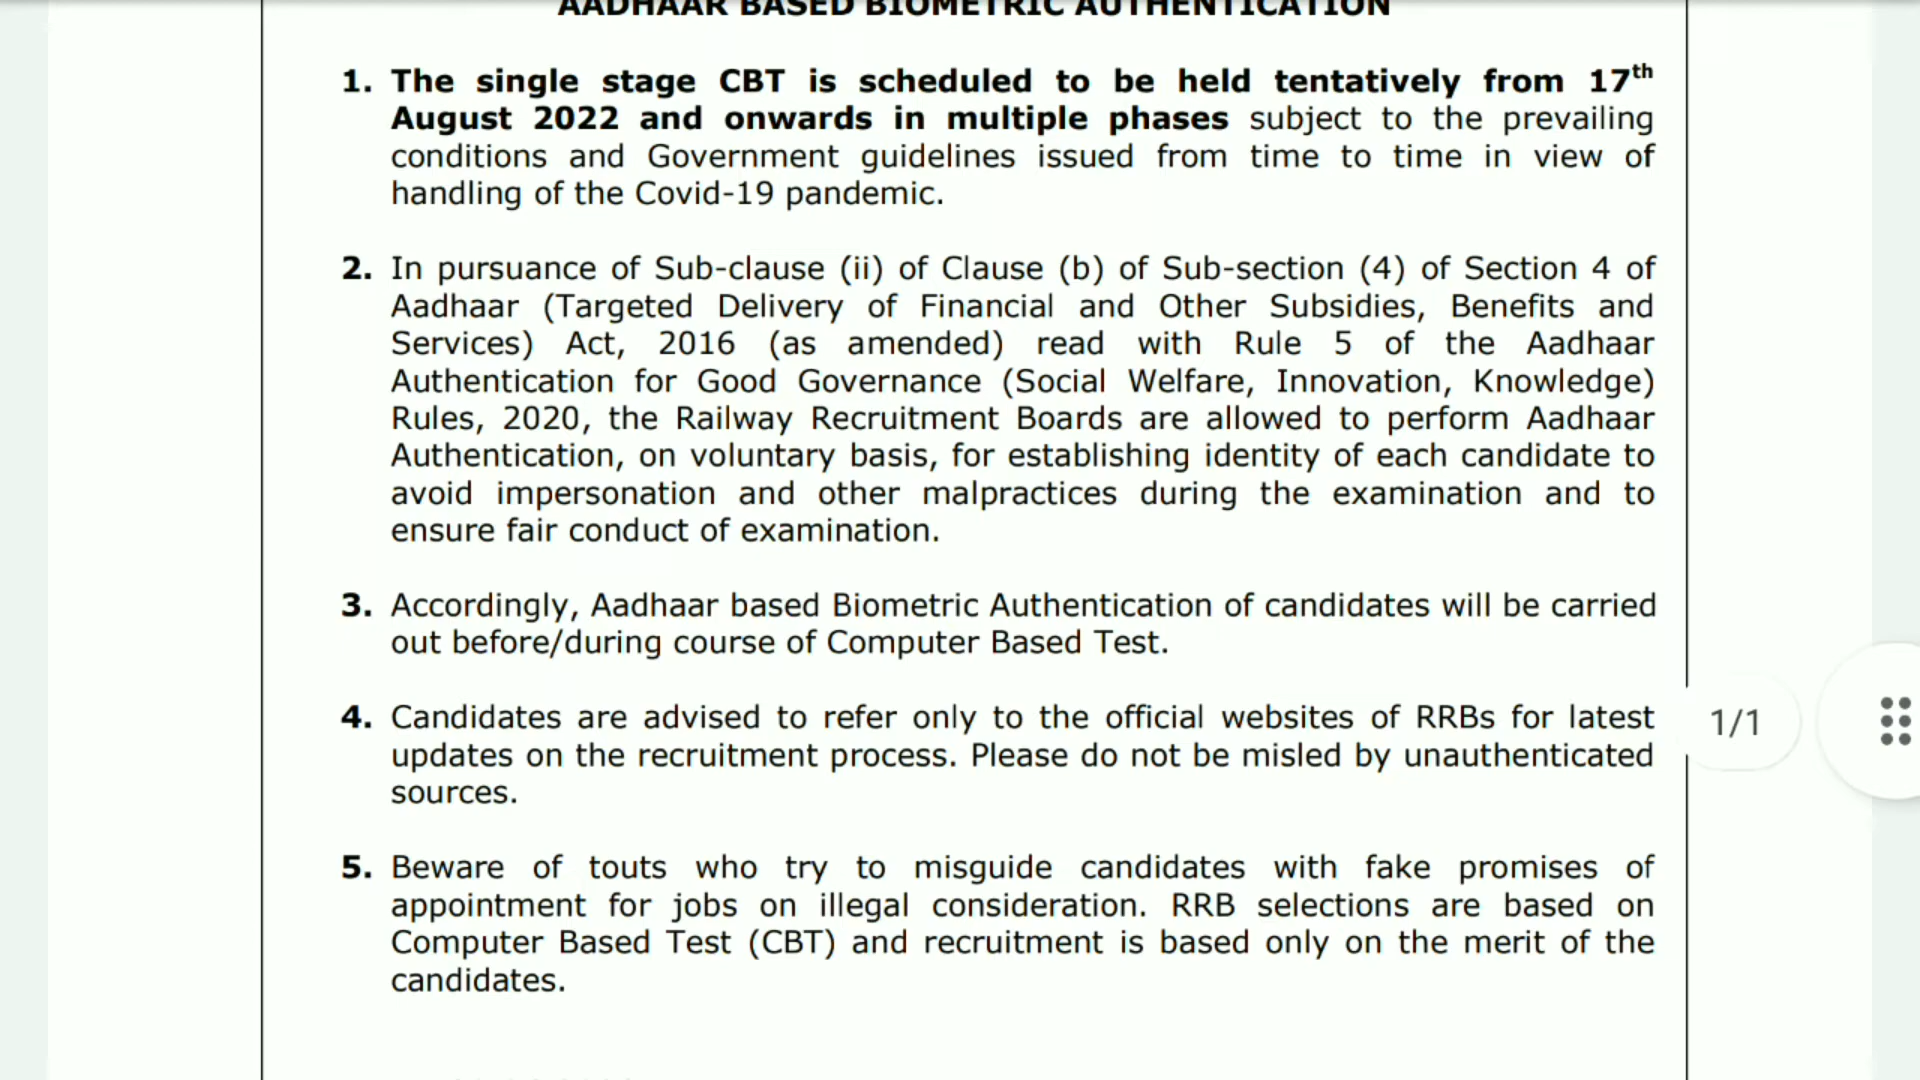 AADHAAR BASED BIOMETRIC AUTHENTICATION
1. The single stage CBT is scheduled to be held tentatively from 17th
August 2022 and onwards in multiple phases subject to the prevailing
conditions and Government guidelines issued from time to time in view of
handling of the Covid-19 pandemic.
2. In pursuance of Sub-clause (ii) of Clause (b) of Sub-section (4) of Section 4 of
Aadhaar (Targeted Delivery of Financial and Other Subsidies, Benefits and
Services) Act, 2016 (as amended) read with Rule 5 of the Aadhaar
Authentication for Good Governance (Social Welfare, Innovation, Knowledge)
Rules, 2020, the Railway Recruitment Boards are allowed to perform Aadhaar
Authentication, on voluntary basis, for establishing identity of each candidate to
avoid impersonation and other malpractices during the examination and to
ensure fair conduct of examination.
3. Accordingly, Aadhaar based Biometric Authentication of candidates will be carried
out before/during course of Computer Based Test.
4. Candidates are advised to refer only to the official websites of RRBs for latest
updates on the recruitment process. Please do not be misled by unauthenticated
sources.
1/1
5. Beware of touts who try to misguide candidates with fake promises of
appointment for jobs on illegal consideration. RRB selections are based on
Computer Based Test (CBT) and recruitment is based only on the merit of the
candidates.